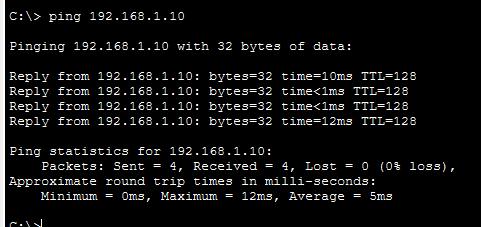 C:\> ping 192.168.1.10
Pinging 192.168.1.10 with 32 bytes of data:
Reply from 192.168.1.10: bytes=32 time=10ms TTL=128
Reply from 192.168.1.10: bytes=32 time<1ms TTL=128
Reply from 192.168.1.10: bytes=32 time<1ms TTL=128
Reply from 192.168.1.10: bytes=32 time=12ms TTL=128
Ping statistics for 192.168.1.10:
    Packets: Sent = 4, Received = 4, Lost = 0 (0% loss),
Approximate round trip times in milli-seconds:
    Minimum = 0ms, Maximum = 12ms, Average = 5ms
C:\>